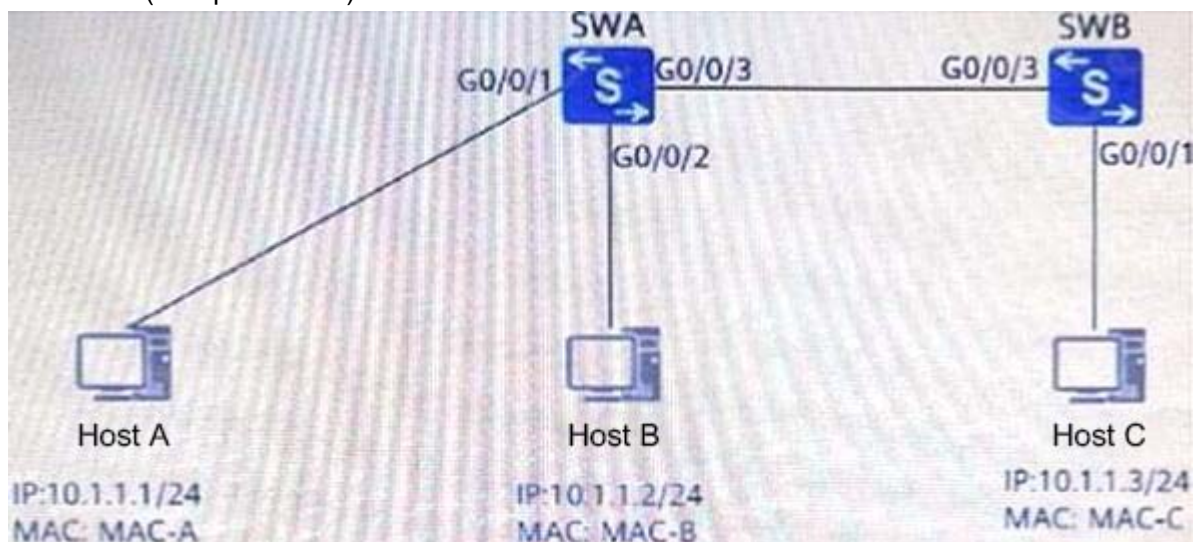 SWA
SWB
G0/0/1
G0/0/3
G0/0/3
S
S
G0/0/2
G0/0/1
Host A
Host B
Host C
IP:10.1.1.1/24
MAC: MAC-A
IP:10.1.1.2/24
MAC: MAC-B
IP:10.1.1.3/24
MAC: MAC-C